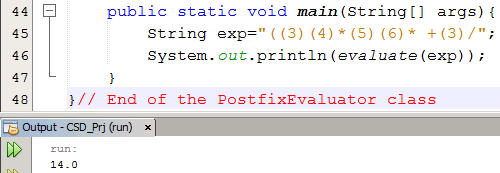 44 public static void main(String[] args){
45 String exp="((3)(4)*(5)(6)* +(3)/";
46 System.out.println(evaluate(exp));
47 }
48 }// End of the PostfixEvaluator class
Output - CSD_Prj (run) ×
run:
14.0